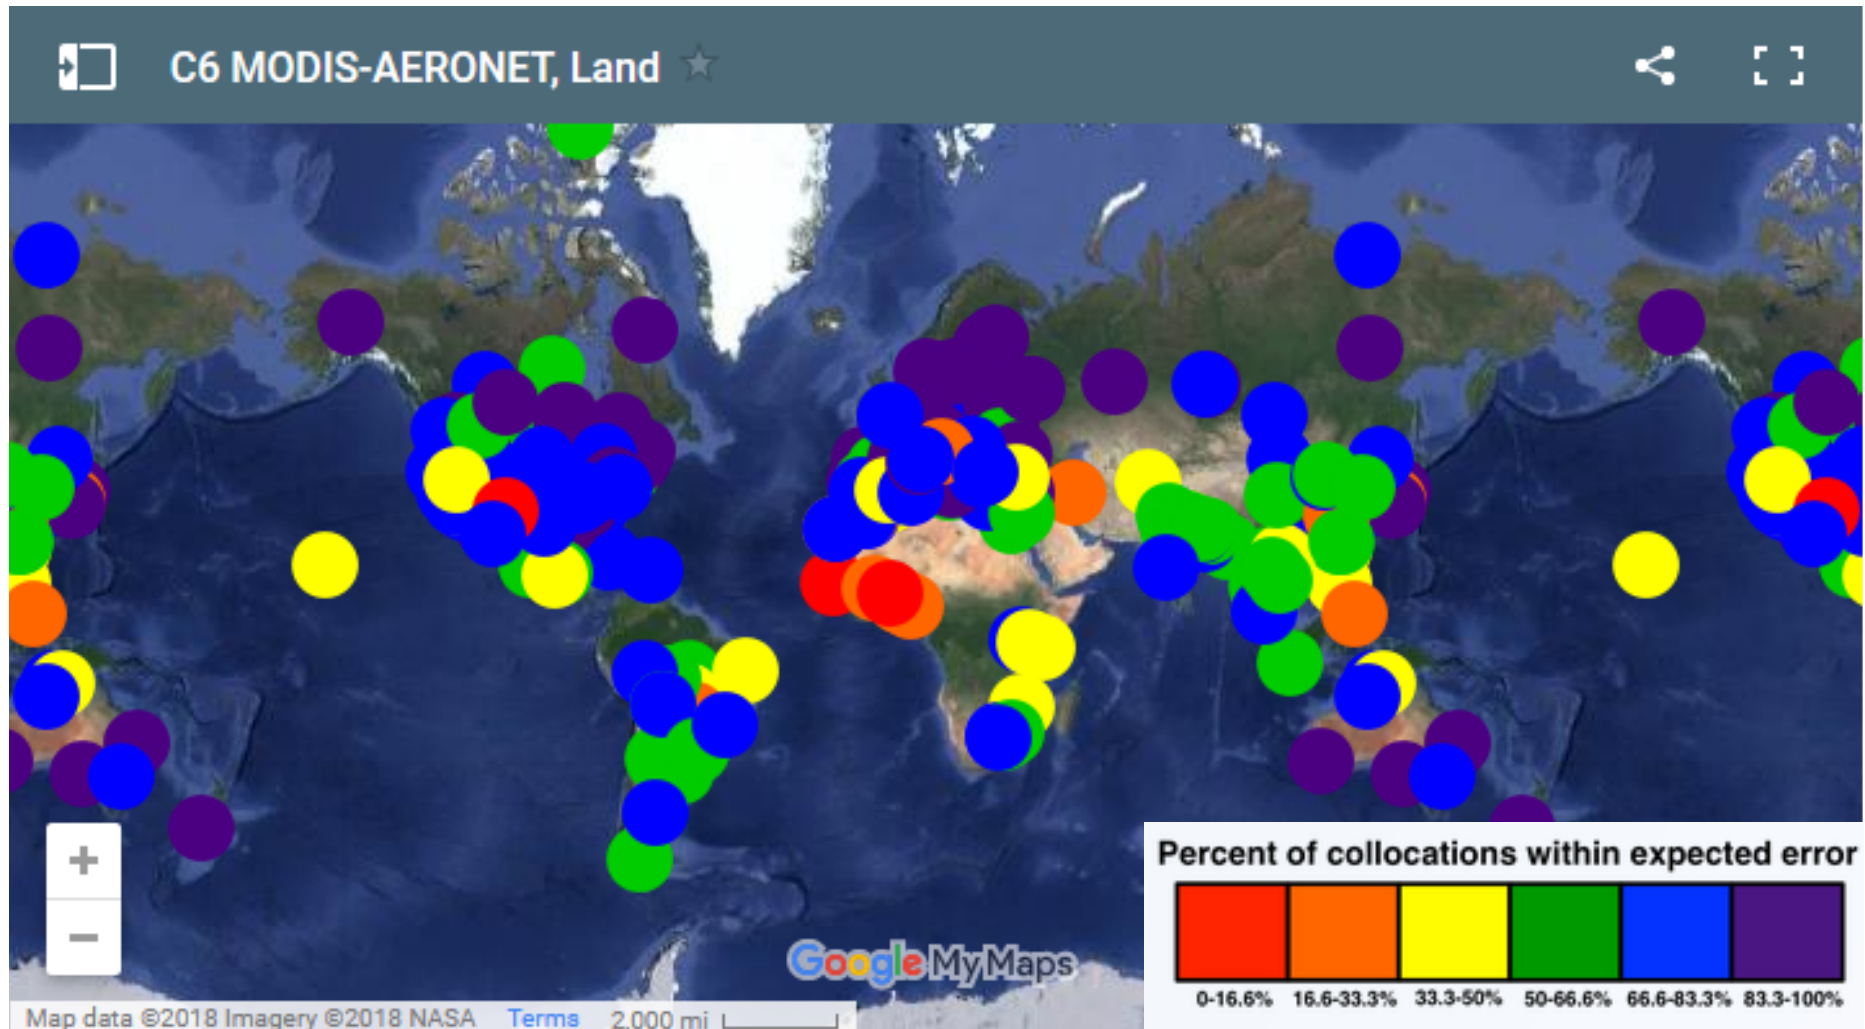 C6 MODIS-AERONET, Land
Percent of collocations within expected error
0-16.6% 16.6-33.3% 33.3-50% 50-66.6% 66.6-83.3% 83.3-100%
+
−
Google MyMaps
Map data ©2018 Imagery ©2018 NASA Terms 2,000 mi